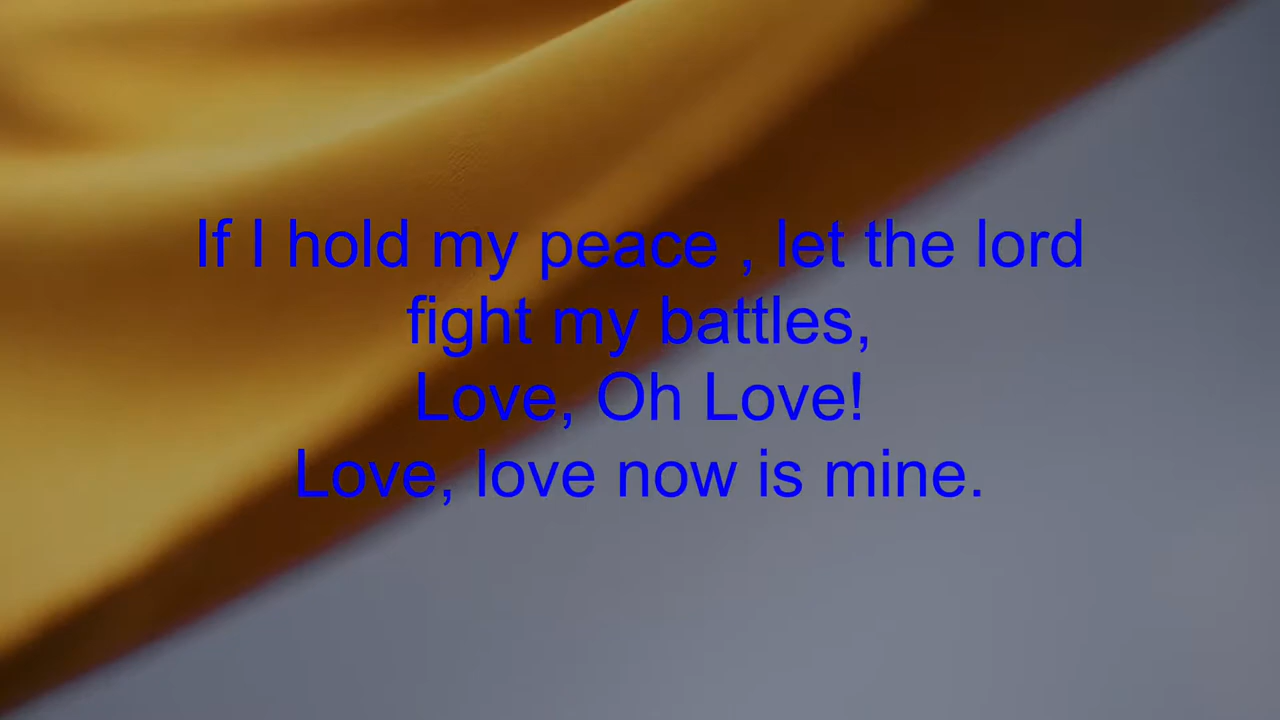 If I hold my peace , let the lord
fight my battles,
Love, Oh Love!
Love, love now is mine.